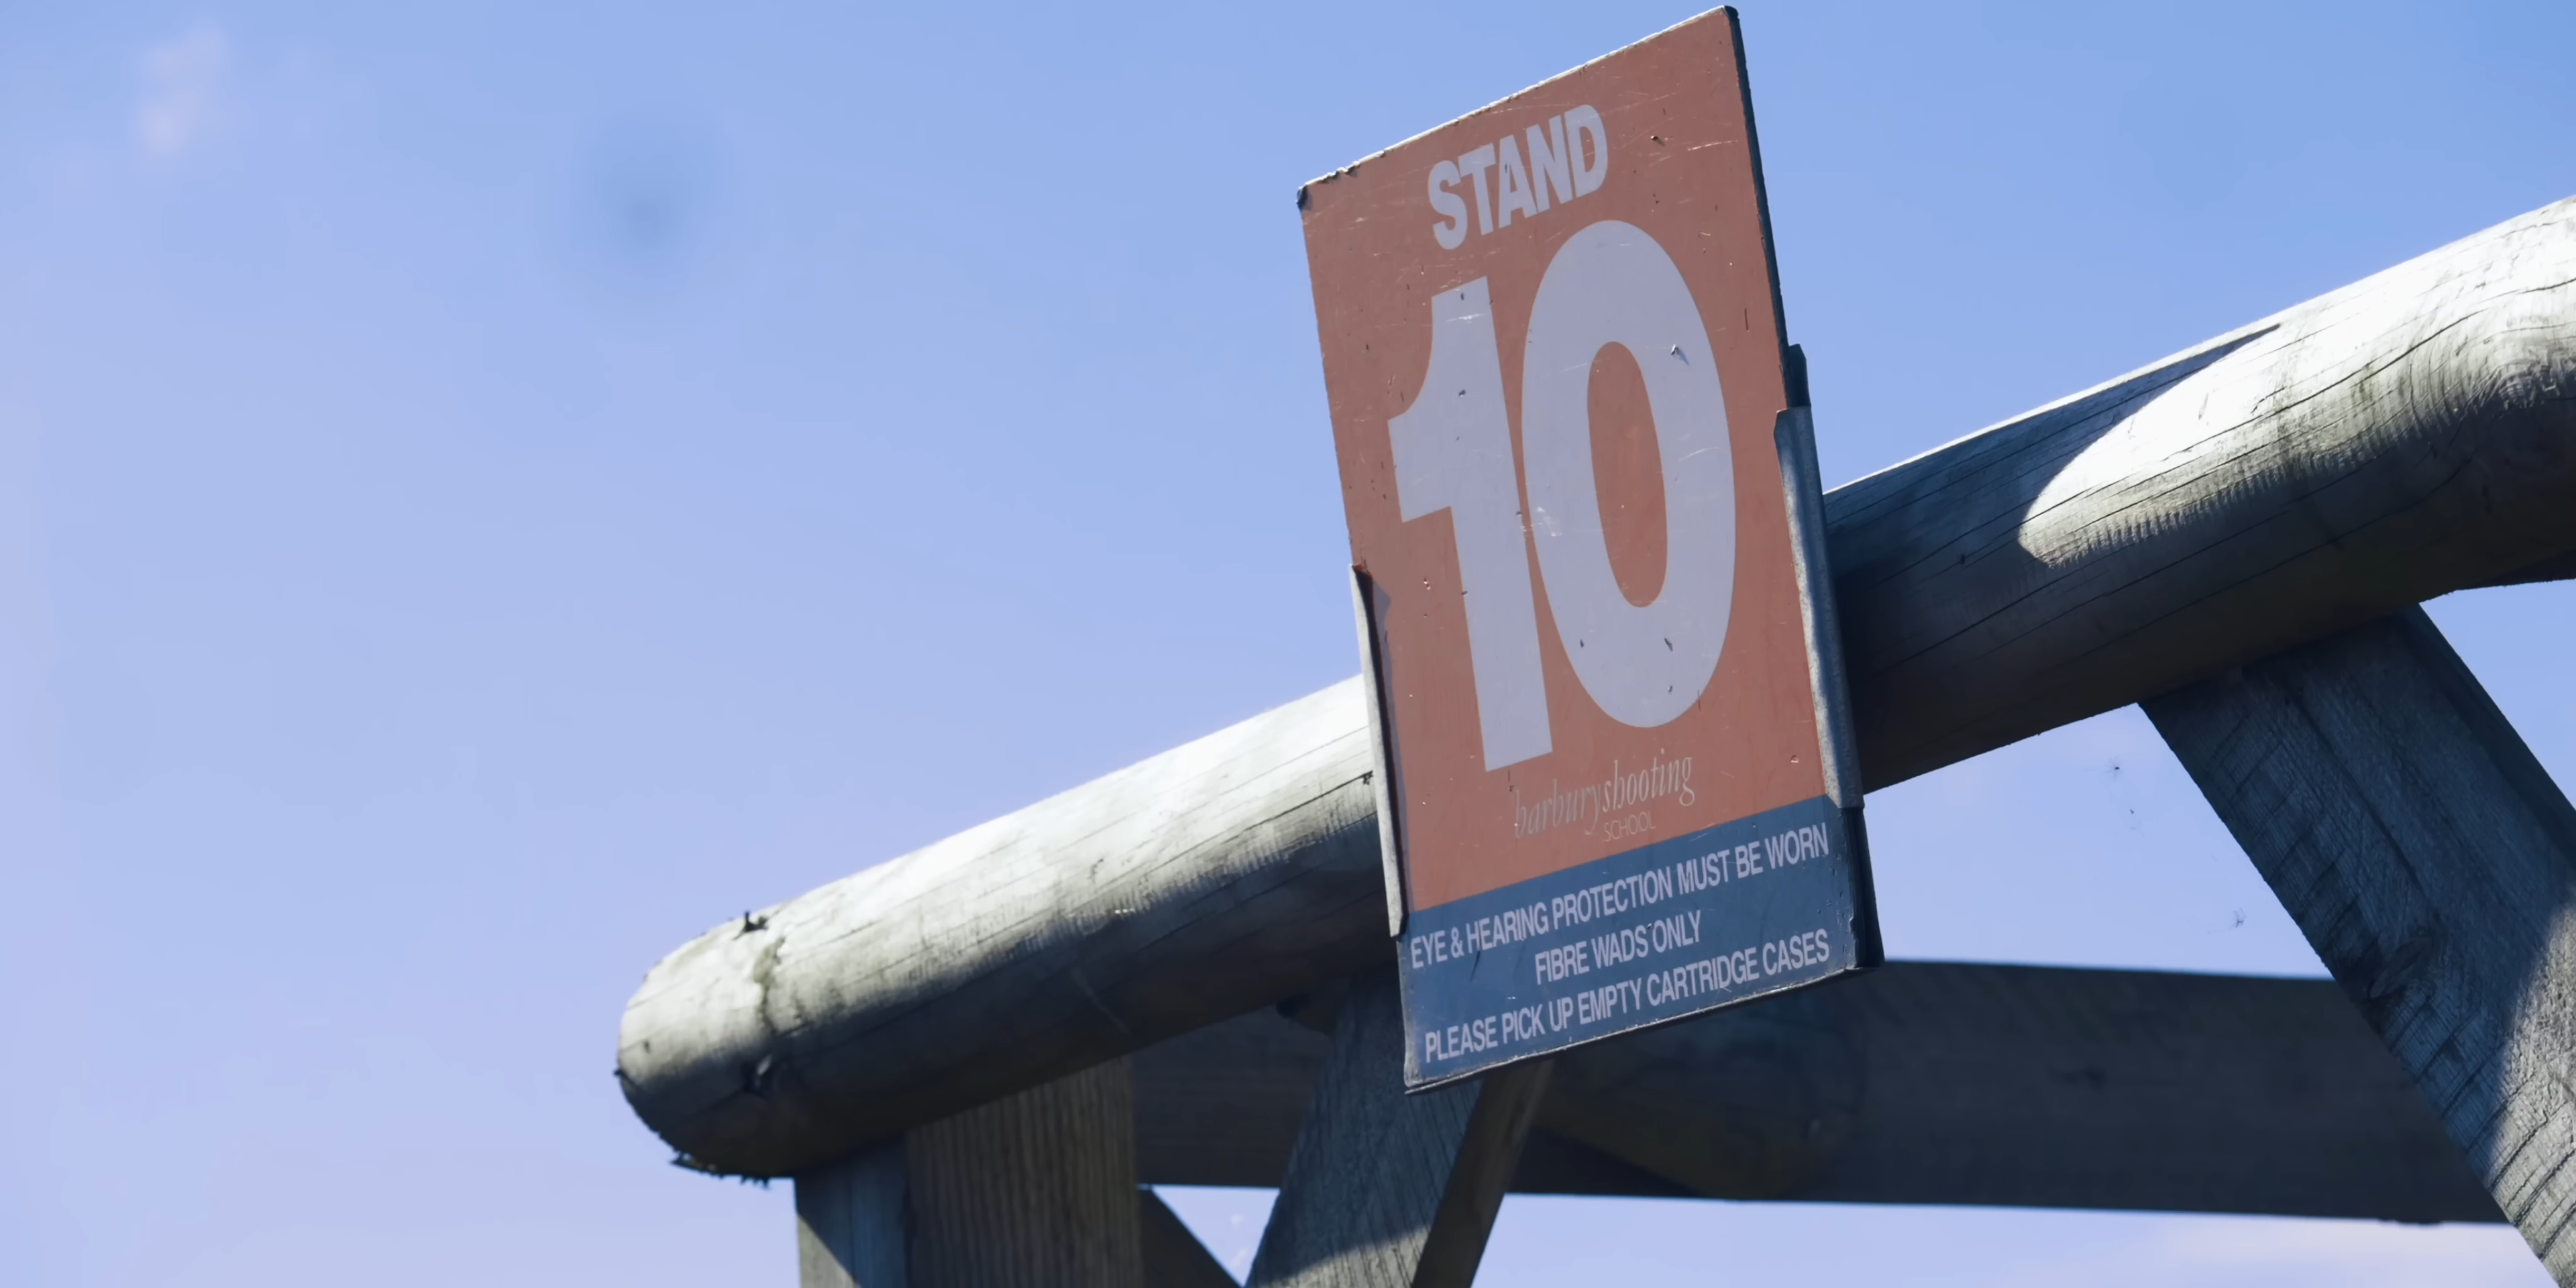 STAND
10
barburyshooting
SCHOOL
EYE & HEARING PROTECTION MUST BE WORN
FIBRE WADS ONLY
PLEASE PICK UP EMPTY CARTRIDGE CASES